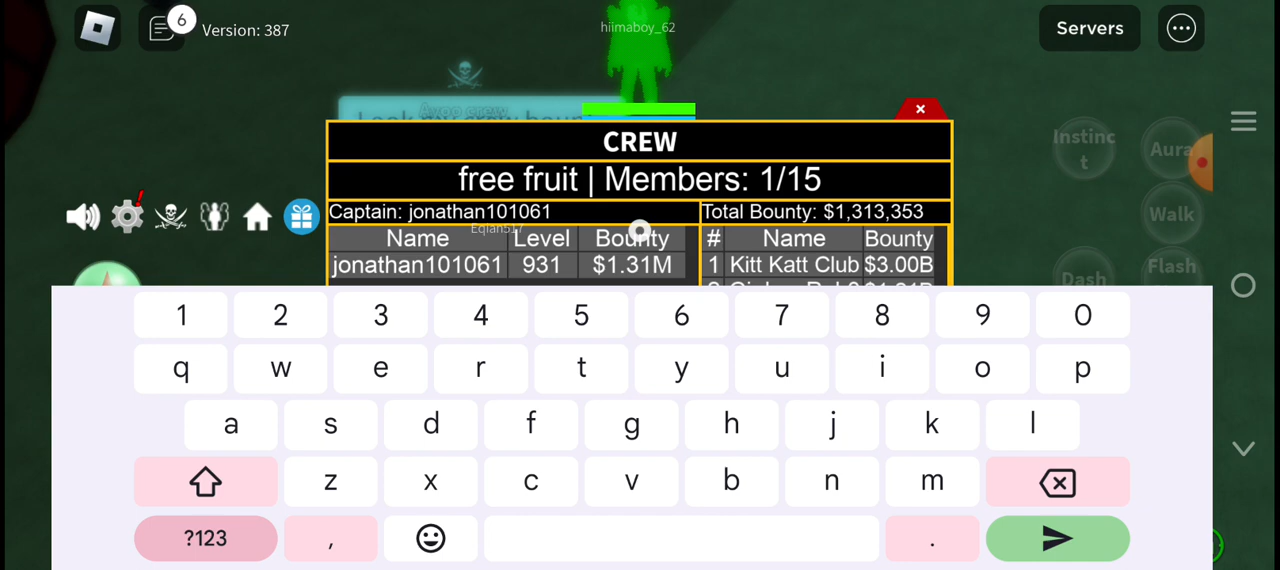 6
Version: 387
hiimaboy_62
Servers
CREW
free fruit | Members: 1/15
Captain: jonathan101061
Total Bounty: $1,313,353
Eqlan517
Name Level Bounty
# Name Bounty
jonathan101061 931 $1.31M
1 Kitt Katt Club $3.00B
Instinct
Aura
Walk
Dash
Flash
1 2 3 4 5 6 7 8 9 0
q w e r t y u i o p
a s d f g h j k l
z x c v b n m
?123 , .